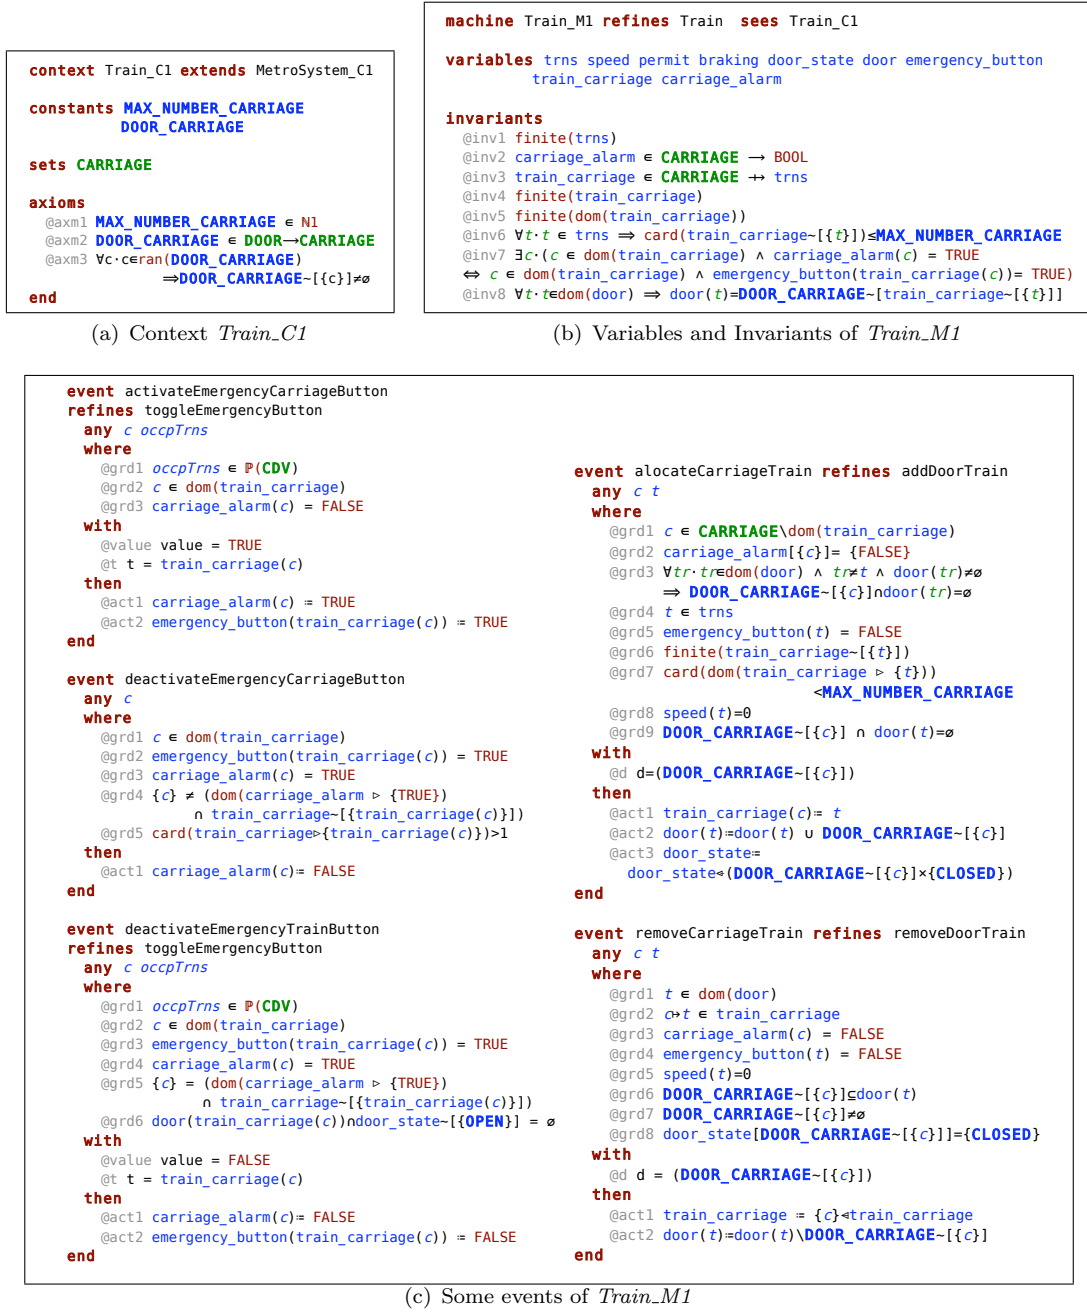 context Train_C1 extends MetroSystem_C1
constants MAX_NUMBER_CARRIAGE
DOOR_CARRIAGE
sets CARRIAGE
axioms
@axm1 MAX_NUMBER_CARRIAGE ∈ ℕ1
@axm2 DOOR_CARRIAGE ∈ DOOR→CARRIAGE
@axm3 ∀c·c∈ran(DOOR_CARRIAGE)
⇒DOOR_CARRIAGE~[{c}]≠∅
end
(a) Context Train_C1
machine Train_M1 refines Train sees Train_C1
variables trns speed permit braking door_state door emergency_button
train_carriage carriage_alarm
invariants
@inv1 finite(trns)
@inv2 carriage_alarm ∈ CARRIAGE → BOOL
@inv3 train_carriage ∈ CARRIAGE ⇸ trns
@inv4 finite(train_carriage)
@inv5 finite(dom(train_carriage))
@inv6 ∀t·t ∈ trns ⇒ card(train_carriage~[{t}])≤MAX_NUMBER_CARRIAGE
@inv7 ∃c·(c ∈ dom(train_carriage) ∧ carriage_alarm(c) = TRUE
⇔ c ∈ dom(train_carriage) ∧ emergency_button(train_carriage(c))= TRUE)
@inv8 ∀t·t∈dom(door) ⇒ door(t)=DOOR_CARRIAGE~[train_carriage~[{t}]]
(b) Variables and Invariants of Train_M1
event activateEmergencyCarriageButton
refines toggleEmergencyButton
any c occpTrns
where
@grd1 occpTrns ∈ ℙ(CDV)
@grd2 c ∈ dom(train_carriage)
@grd3 carriage_alarm(c) = FALSE
with
@value value = TRUE
@t t = train_carriage(c)
then
@act1 carriage_alarm(c) ≔ TRUE
@act2 emergency_button(train_carriage(c)) ≔ TRUE
end
event deactivateEmergencyCarriageButton
any c
where
@grd1 c ∈ dom(train_carriage)
@grd2 emergency_button(train_carriage(c)) = TRUE
@grd3 carriage_alarm(c) = TRUE
@grd4 {c} ≠ (dom(carriage_alarm ▷ {TRUE})
∩ train_carriage~[{train_carriage(c)}])
@grd5 card(train_carriage▷{train_carriage(c)})>1
then
@act1 carriage_alarm(c)≔ FALSE
end
event deactivateEmergencyTrainButton
refines toggleEmergencyButton
any c occpTrns
where
@grd1 occpTrns ∈ ℙ(CDV)
@grd2 c ∈ dom(train_carriage)
@grd3 emergency_button(train_carriage(c)) = TRUE
@grd4 carriage_alarm(c) = TRUE
@grd5 {c} = (dom(carriage_alarm ▷ {TRUE})
∩ train_carriage~[{train_carriage(c)}])
@grd6 door(train_carriage(c))∩door_state~[{OPEN}] = ∅
with
@value value = FALSE
@t t = train_carriage(c)
then
@act1 carriage_alarm(c)≔ FALSE
@act2 emergency_button(train_carriage(c)) ≔ FALSE
end
event alocateCarriageTrain refines addDoorTrain
any c t
where
@grd1 c ∈ CARRIAGE\dom(train_carriage)
@grd2 carriage_alarm[{c}]= {FALSE}
@grd3 ∀tr·tr∈dom(door) ∧ tr≠t ∧ door(tr)≠∅
⇒ DOOR_CARRIAGE~[{c}]∩door(tr)=∅
@grd4 t ∈ trns
@grd5 emergency_button(t) = FALSE
@grd6 finite(train_carriage~[{t}])
@grd7 card(dom(train_carriage ▷ {t}))
<MAX_NUMBER_CARRIAGE
@grd8 speed(t)=0
@grd9 DOOR_CARRIAGE~[{c}] ∩ door(t)=∅
with
@d d=(DOOR_CARRIAGE~[{c}])
then
@act1 train_carriage(c)≔ t
@act2 door(t)≔door(t) ∪ DOOR_CARRIAGE~[{c}]
@act3 door_state≔
door_state⩤(DOOR_CARRIAGE~[{c}]×{CLOSED})
end
event removeCarriageTrain refines removeDoorTrain
any c t
where
@grd1 t ∈ dom(door)
@grd2 c↦t ∈ train_carriage
@grd3 carriage_alarm(c) = FALSE
@grd4 emergency_button(t) = FALSE
@grd5 speed(t)=0
@grd6 DOOR_CARRIAGE~[{c}]⊆door(t)
@grd7 DOOR_CARRIAGE~[{c}]≠∅
@grd8 door_state[DOOR_CARRIAGE~[{c}]]={CLOSED}
with
@d d = (DOOR_CARRIAGE~[{c}])
then
@act1 train_carriage ≔ {c}⩤train_carriage
@act2 door(t)≔door(t)\DOOR_CARRIAGE~[{c}]
end
(c) Some events of Train_M1